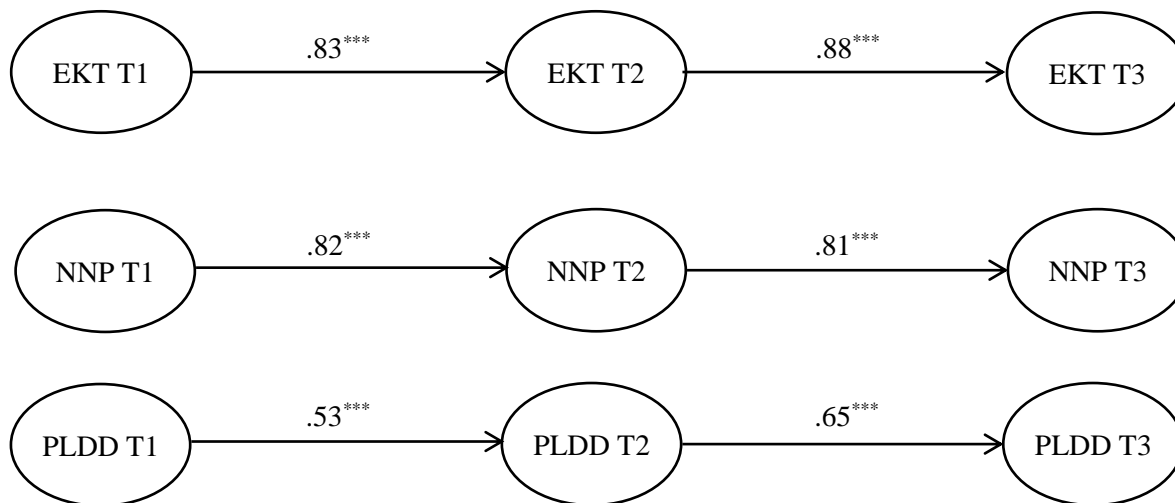 .83*** .88***
EKT T1 EKT T2 EKT T3
.82*** .81***
NNP T1 NNP T2 NNP T3
.53*** .65***
PLDD T1 PLDD T2 PLDD T3